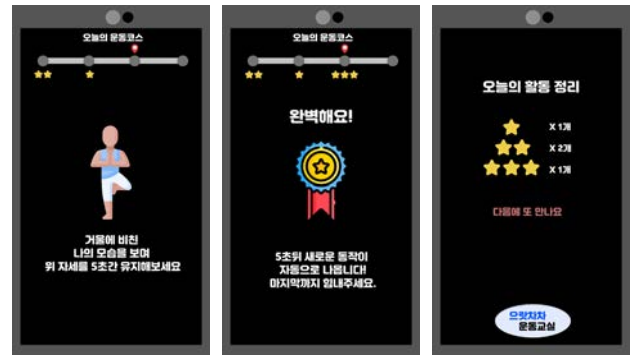 오늘의 운동코스
거울에 비친
나의 모습을 보며
위 자세를 5초간 유지해보세요
오늘의 운동코스
완벽해요!
5초뒤 새로운 동작이
자동으로 나옵니다!
마지막까지 힘내주세요.
오늘의 활동 정리
X 1개
X 2개
X 1개
다음에 또 만나요
으랏차차
운동교실